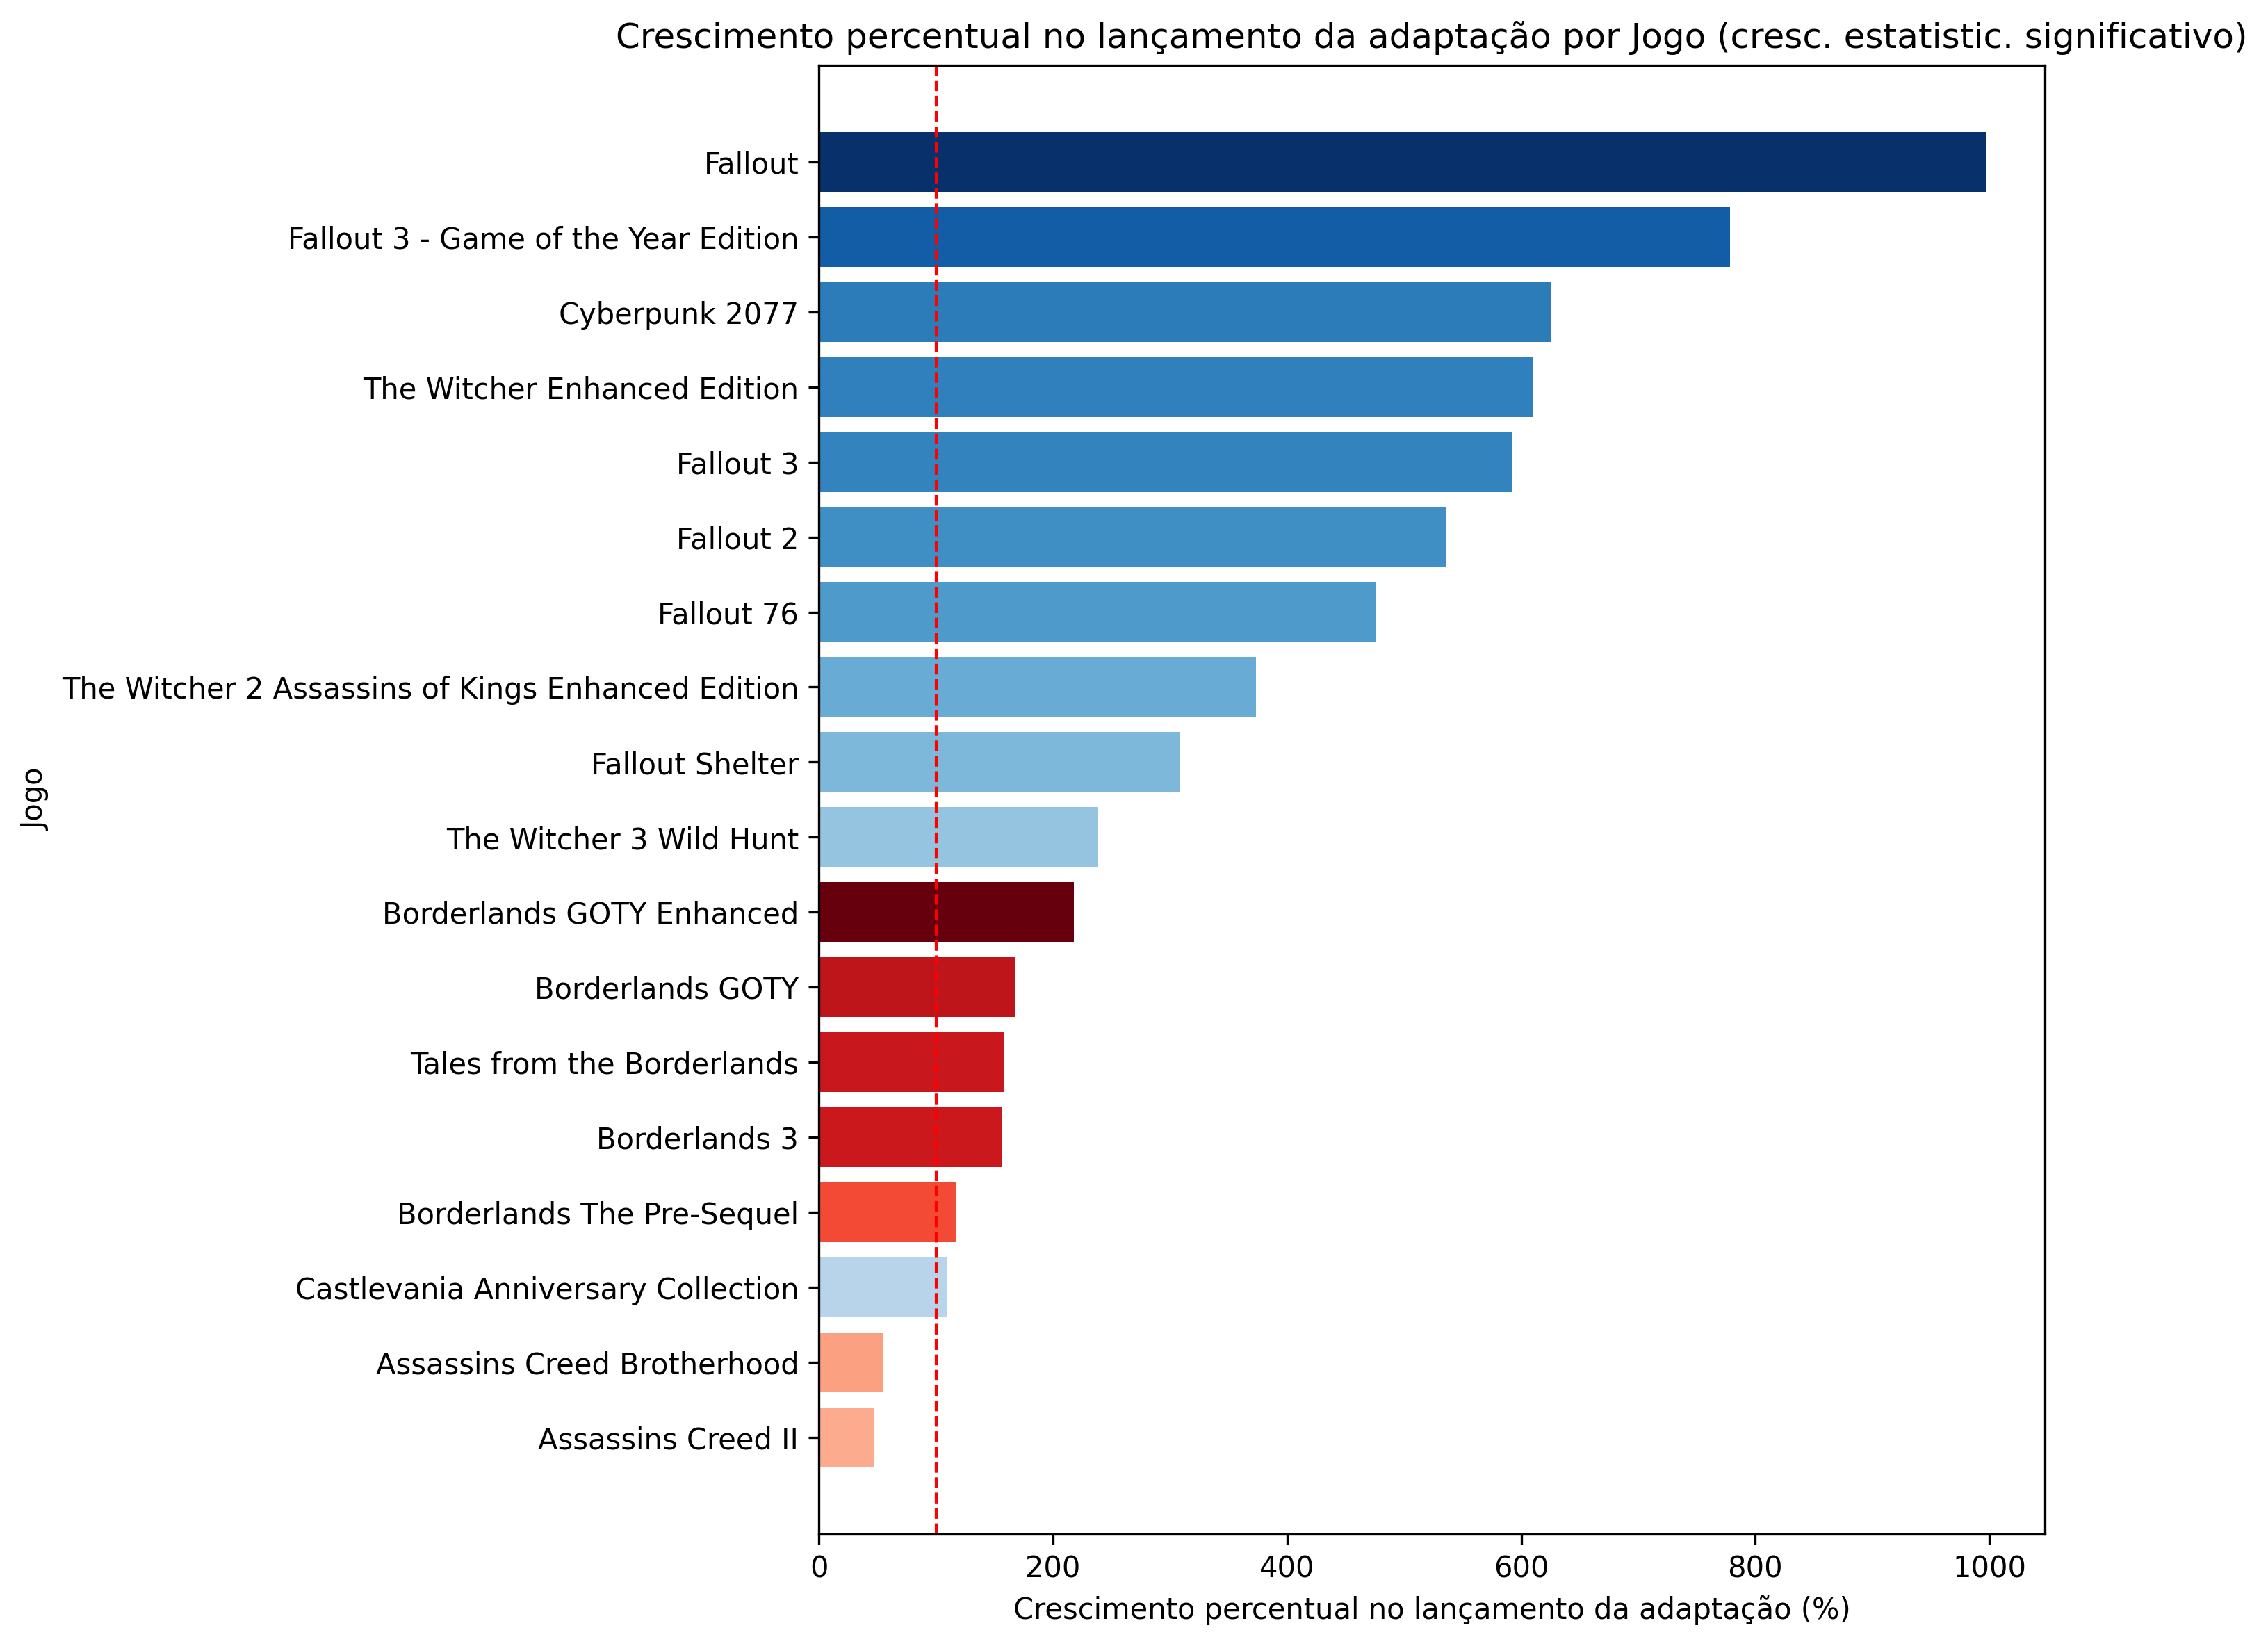 Crescimento percentual no lançamento da adaptação por Jogo (cresc. estatistic. significativo)
Jogo
Fallout
Fallout 3 - Game of the Year Edition
Cyberpunk 2077
The Witcher Enhanced Edition
Fallout 3
Fallout 2
Fallout 76
The Witcher 2 Assassins of Kings Enhanced Edition
Fallout Shelter
The Witcher 3 Wild Hunt
Borderlands GOTY Enhanced
Borderlands GOTY
Tales from the Borderlands
Borderlands 3
Borderlands The Pre-Sequel
Castlevania Anniversary Collection
Assassins Creed Brotherhood
Assassins Creed II
0 200 400 600 800 1000
Crescimento percentual no lançamento da adaptação (%)